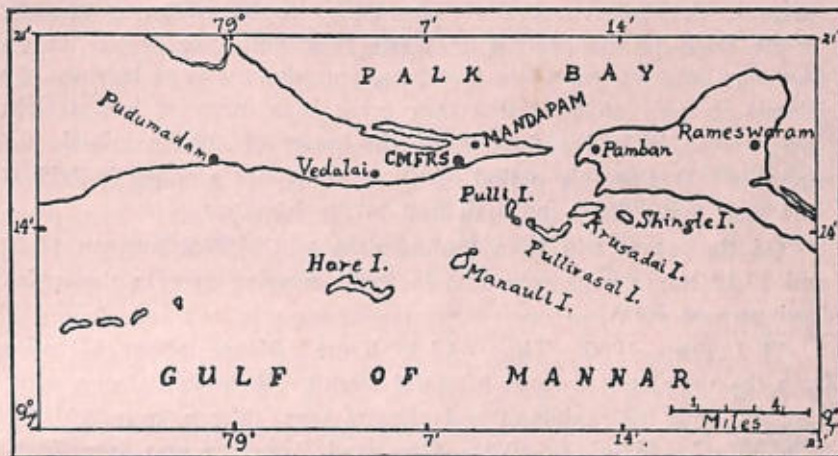 79° 7' 14'
21' 21'
PALK BAY
MANDAPAM
Pudumadam
Rameswaram
Pamban
CMFRS
Vedalai
Pulli I.
Shingle I.
14' 14'
Krusadai I.
Pullivasal I.
Hare I.
Manauli I.
GULF OF MANNAR
Miles
79° 7' 14' 21'